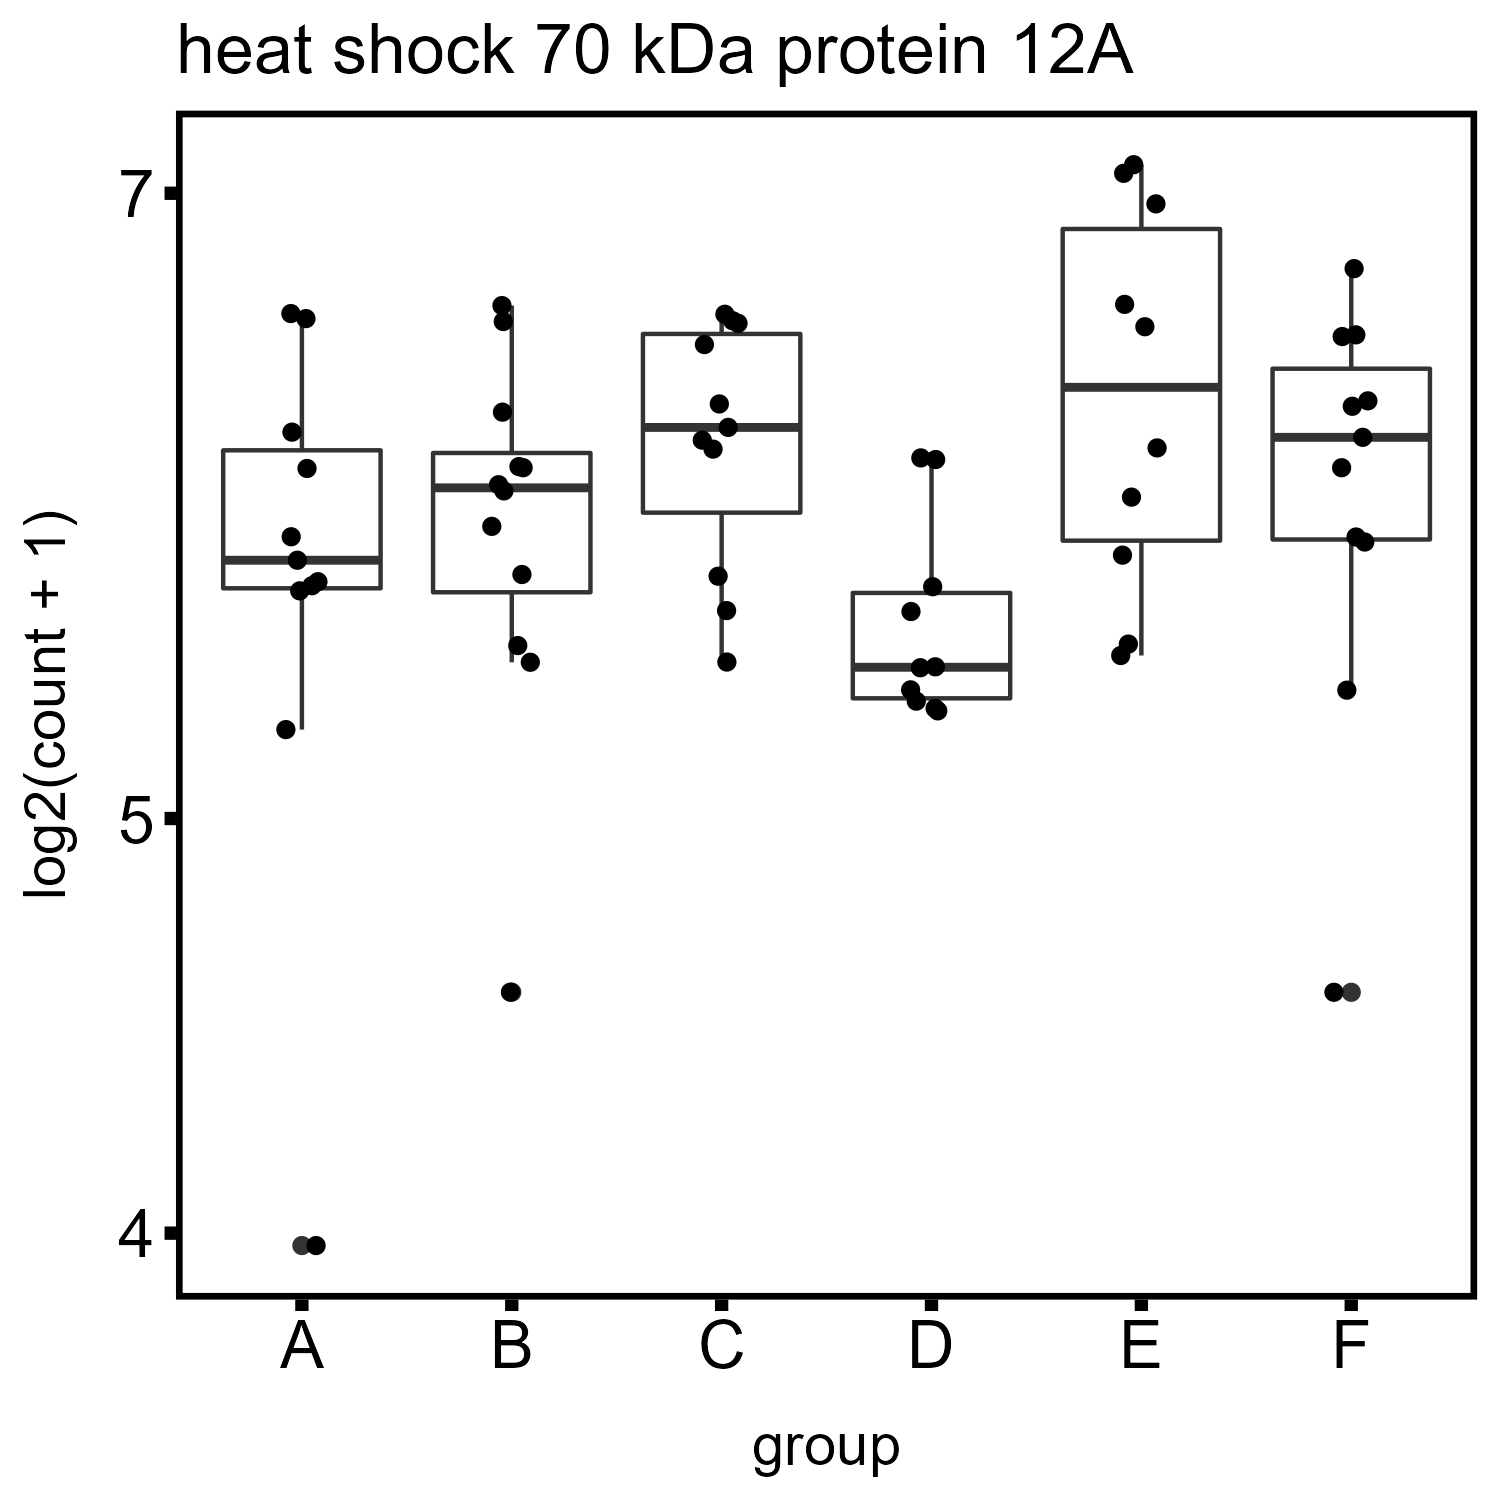 heat shock 70 kDa protein 12A
7
5
4
log2(count + 1)
A B C D E F
group